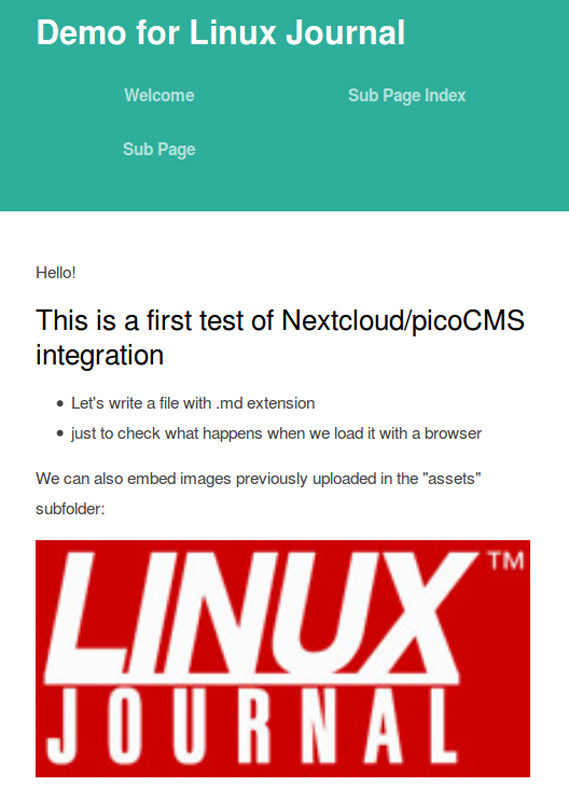 Demo for Linux Journal
Welcome
Sub Page Index
Sub Page
Hello!
This is a first test of Nextcloud/picoCMS
integration
Let's write a file with .md extension
just to check what happens when we load it with a browser
We can also embed images previously uploaded in the "assets"
subfolder:
LINUX TM
JOURNAL